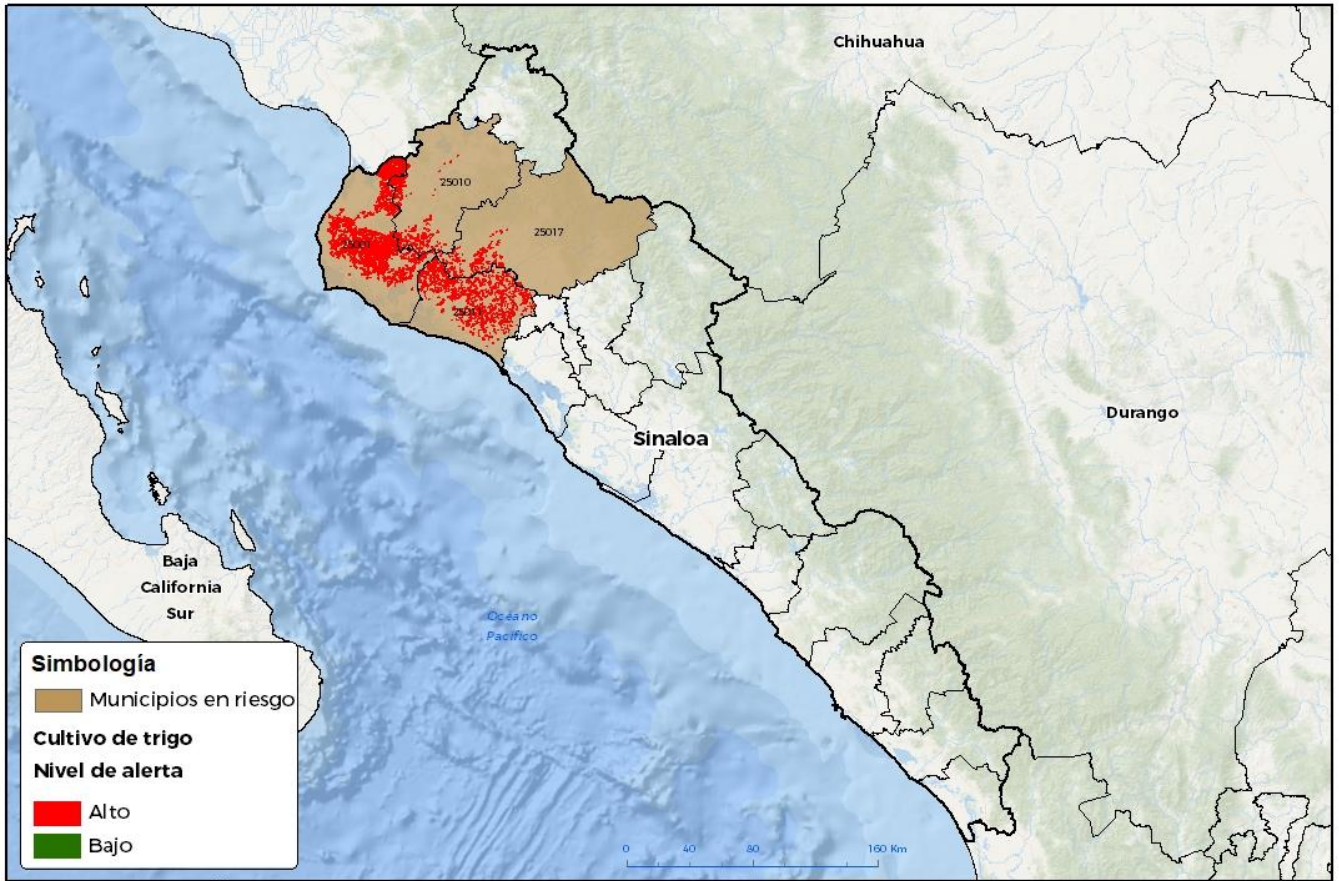 Chihuahua
25010
25017
Durango
Sinaloa
Baja
California
Sur
Océano
Pacífico
Simbología
Municipios en riesgo
Cultivo de trigo
Nivel de alerta
Alto
Bajo
0 40 80 160 Km